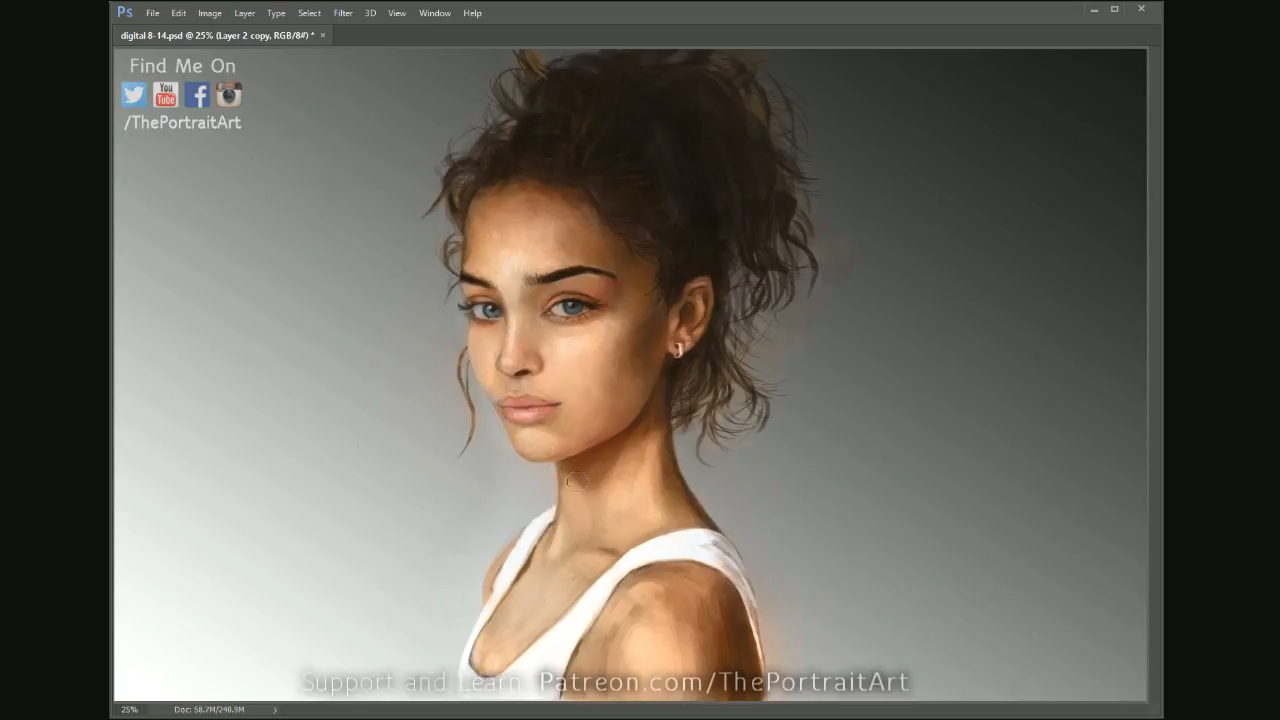 Ps File Edit Image Layer Type Select Filter 3D View Window Help
digital 8-14.psd @ 25% (Layer 2 copy, RGB/8#) * ×
Find Me On
You Tube
/ThePortraitArt
Support and Learn Patreon.com/ThePortraitArt
25% Doc: 58.7M/240.9M